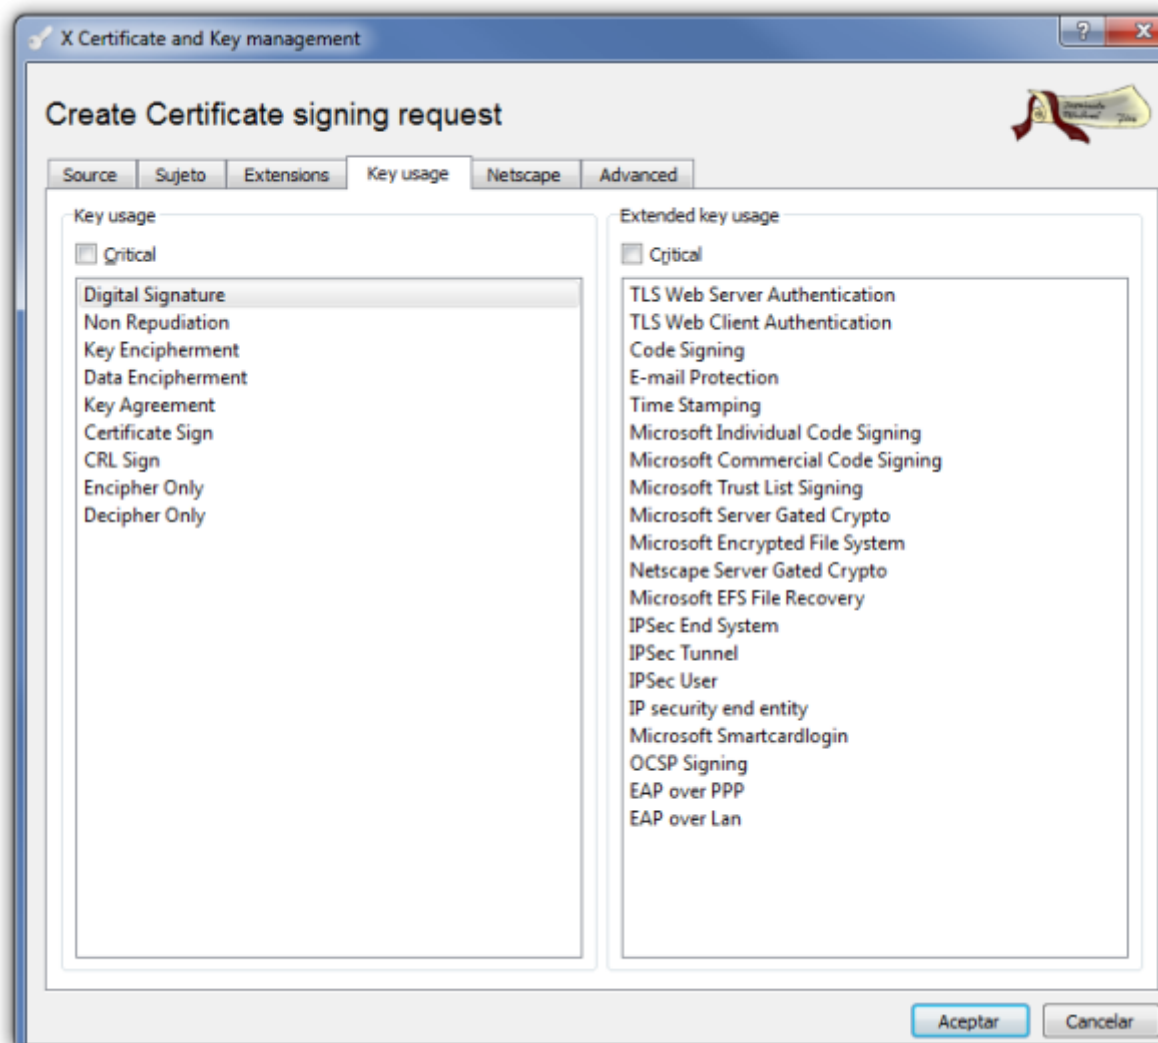 X Certificate and Key management
Create Certificate signing request
Source Sujeto Extensions Key usage Netscape Advanced
Key usage
Critical
Digital Signature
Non Repudiation
Key Encipherment
Data Encipherment
Key Agreement
Certificate Sign
CRL Sign
Encipher Only
Decipher Only
Extended key usage
Critical
TLS Web Server Authentication
TLS Web Client Authentication
Code Signing
E-mail Protection
Time Stamping
Microsoft Individual Code Signing
Microsoft Commercial Code Signing
Microsoft Trust List Signing
Microsoft Server Gated Crypto
Microsoft Encrypted File System
Netscape Server Gated Crypto
Microsoft EFS File Recovery
IPSec End System
IPSec Tunnel
IPSec User
IP security end entity
Microsoft Smartcardlogin
OCSP Signing
EAP over PPP
EAP over Lan
Aceptar Cancelar